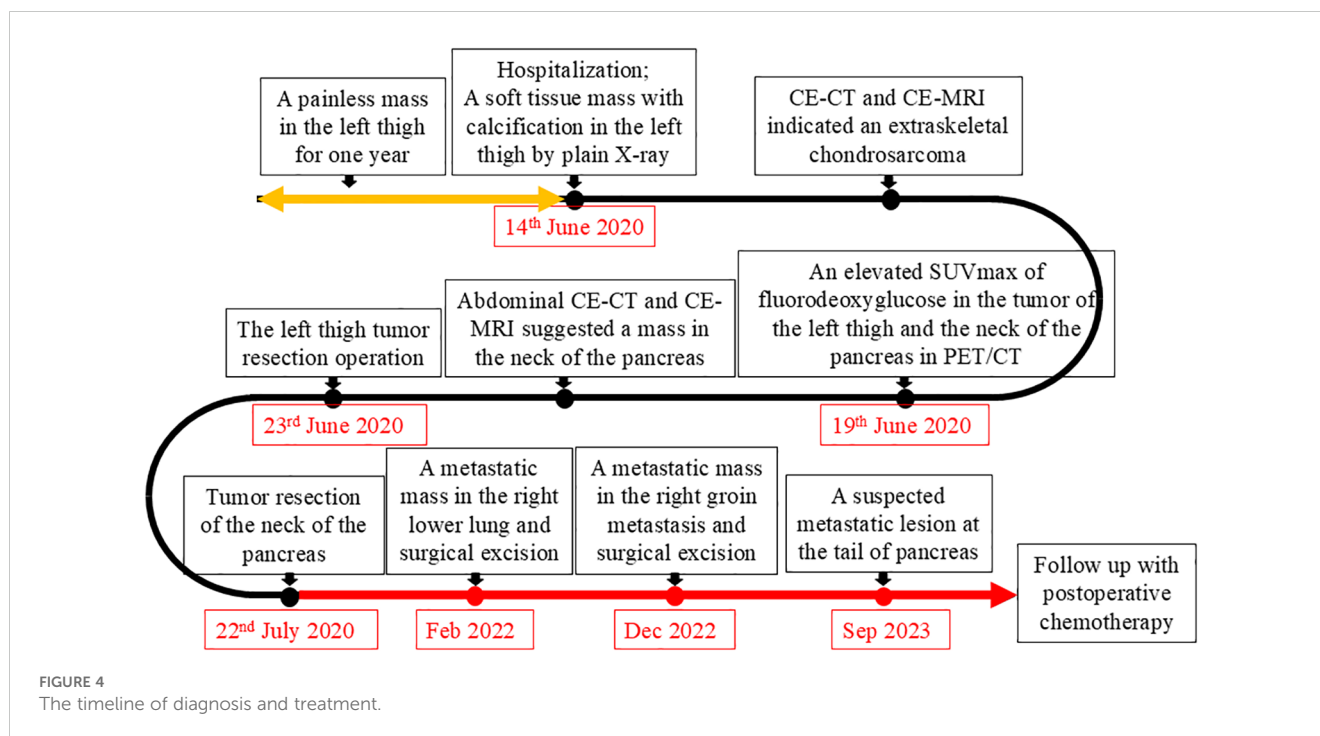 A painless mass
in the left thigh
for one year
Hospitalization;
A soft tissue mass with
calcification in the left
thigh by plain X-ray
14th June 2020
CE-CT and CE-MRI
indicated an extraskeletal
chondrosarcoma
An elevated SUVmax of
fluorodeoxyglucose in the tumor of
the left thigh and the neck of the
pancreas in PET/CT
19th June 2020
Abdominal CE-CT and CE-
MRI suggested a mass in
the neck of the pancreas
The left thigh tumor
resection operation
23rd June 2020
Tumor resection
of the neck of the
pancreas
22nd July 2020
A metastatic
mass in the right
lower lung and
surgical excision
Feb 2022
A metastatic mass
in the right groin
metastasis and
surgical excision
Dec 2022
A suspected
metastatic lesion at
the tail of pancreas
Sep 2023
Follow up with
postoperative
chemotherapy
FIGURE 4
The timeline of diagnosis and treatment.